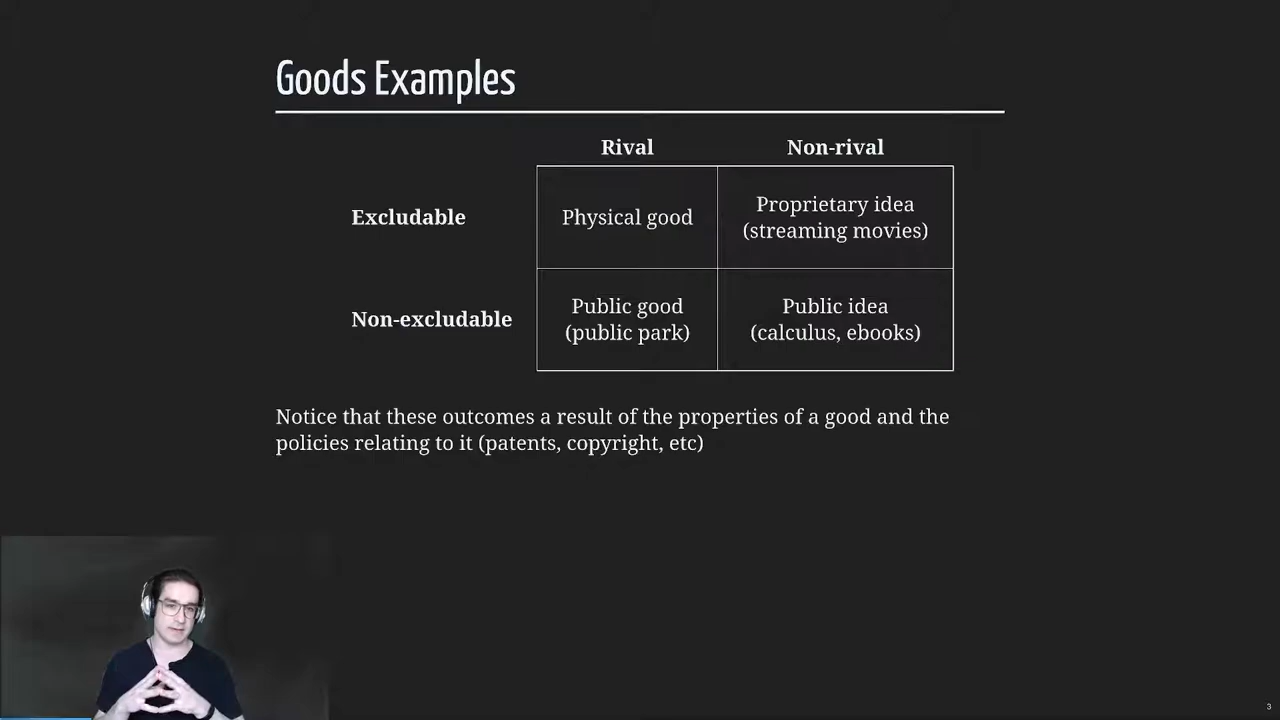 Goods Examples
Rival Non-rival
Excludable Physical good Proprietary idea
(streaming movies)
Non-excludable Public good
(public park) Public idea
(calculus, ebooks)
Notice that these outcomes a result of the properties of a good and the
policies relating to it (patents, copyright, etc)
3